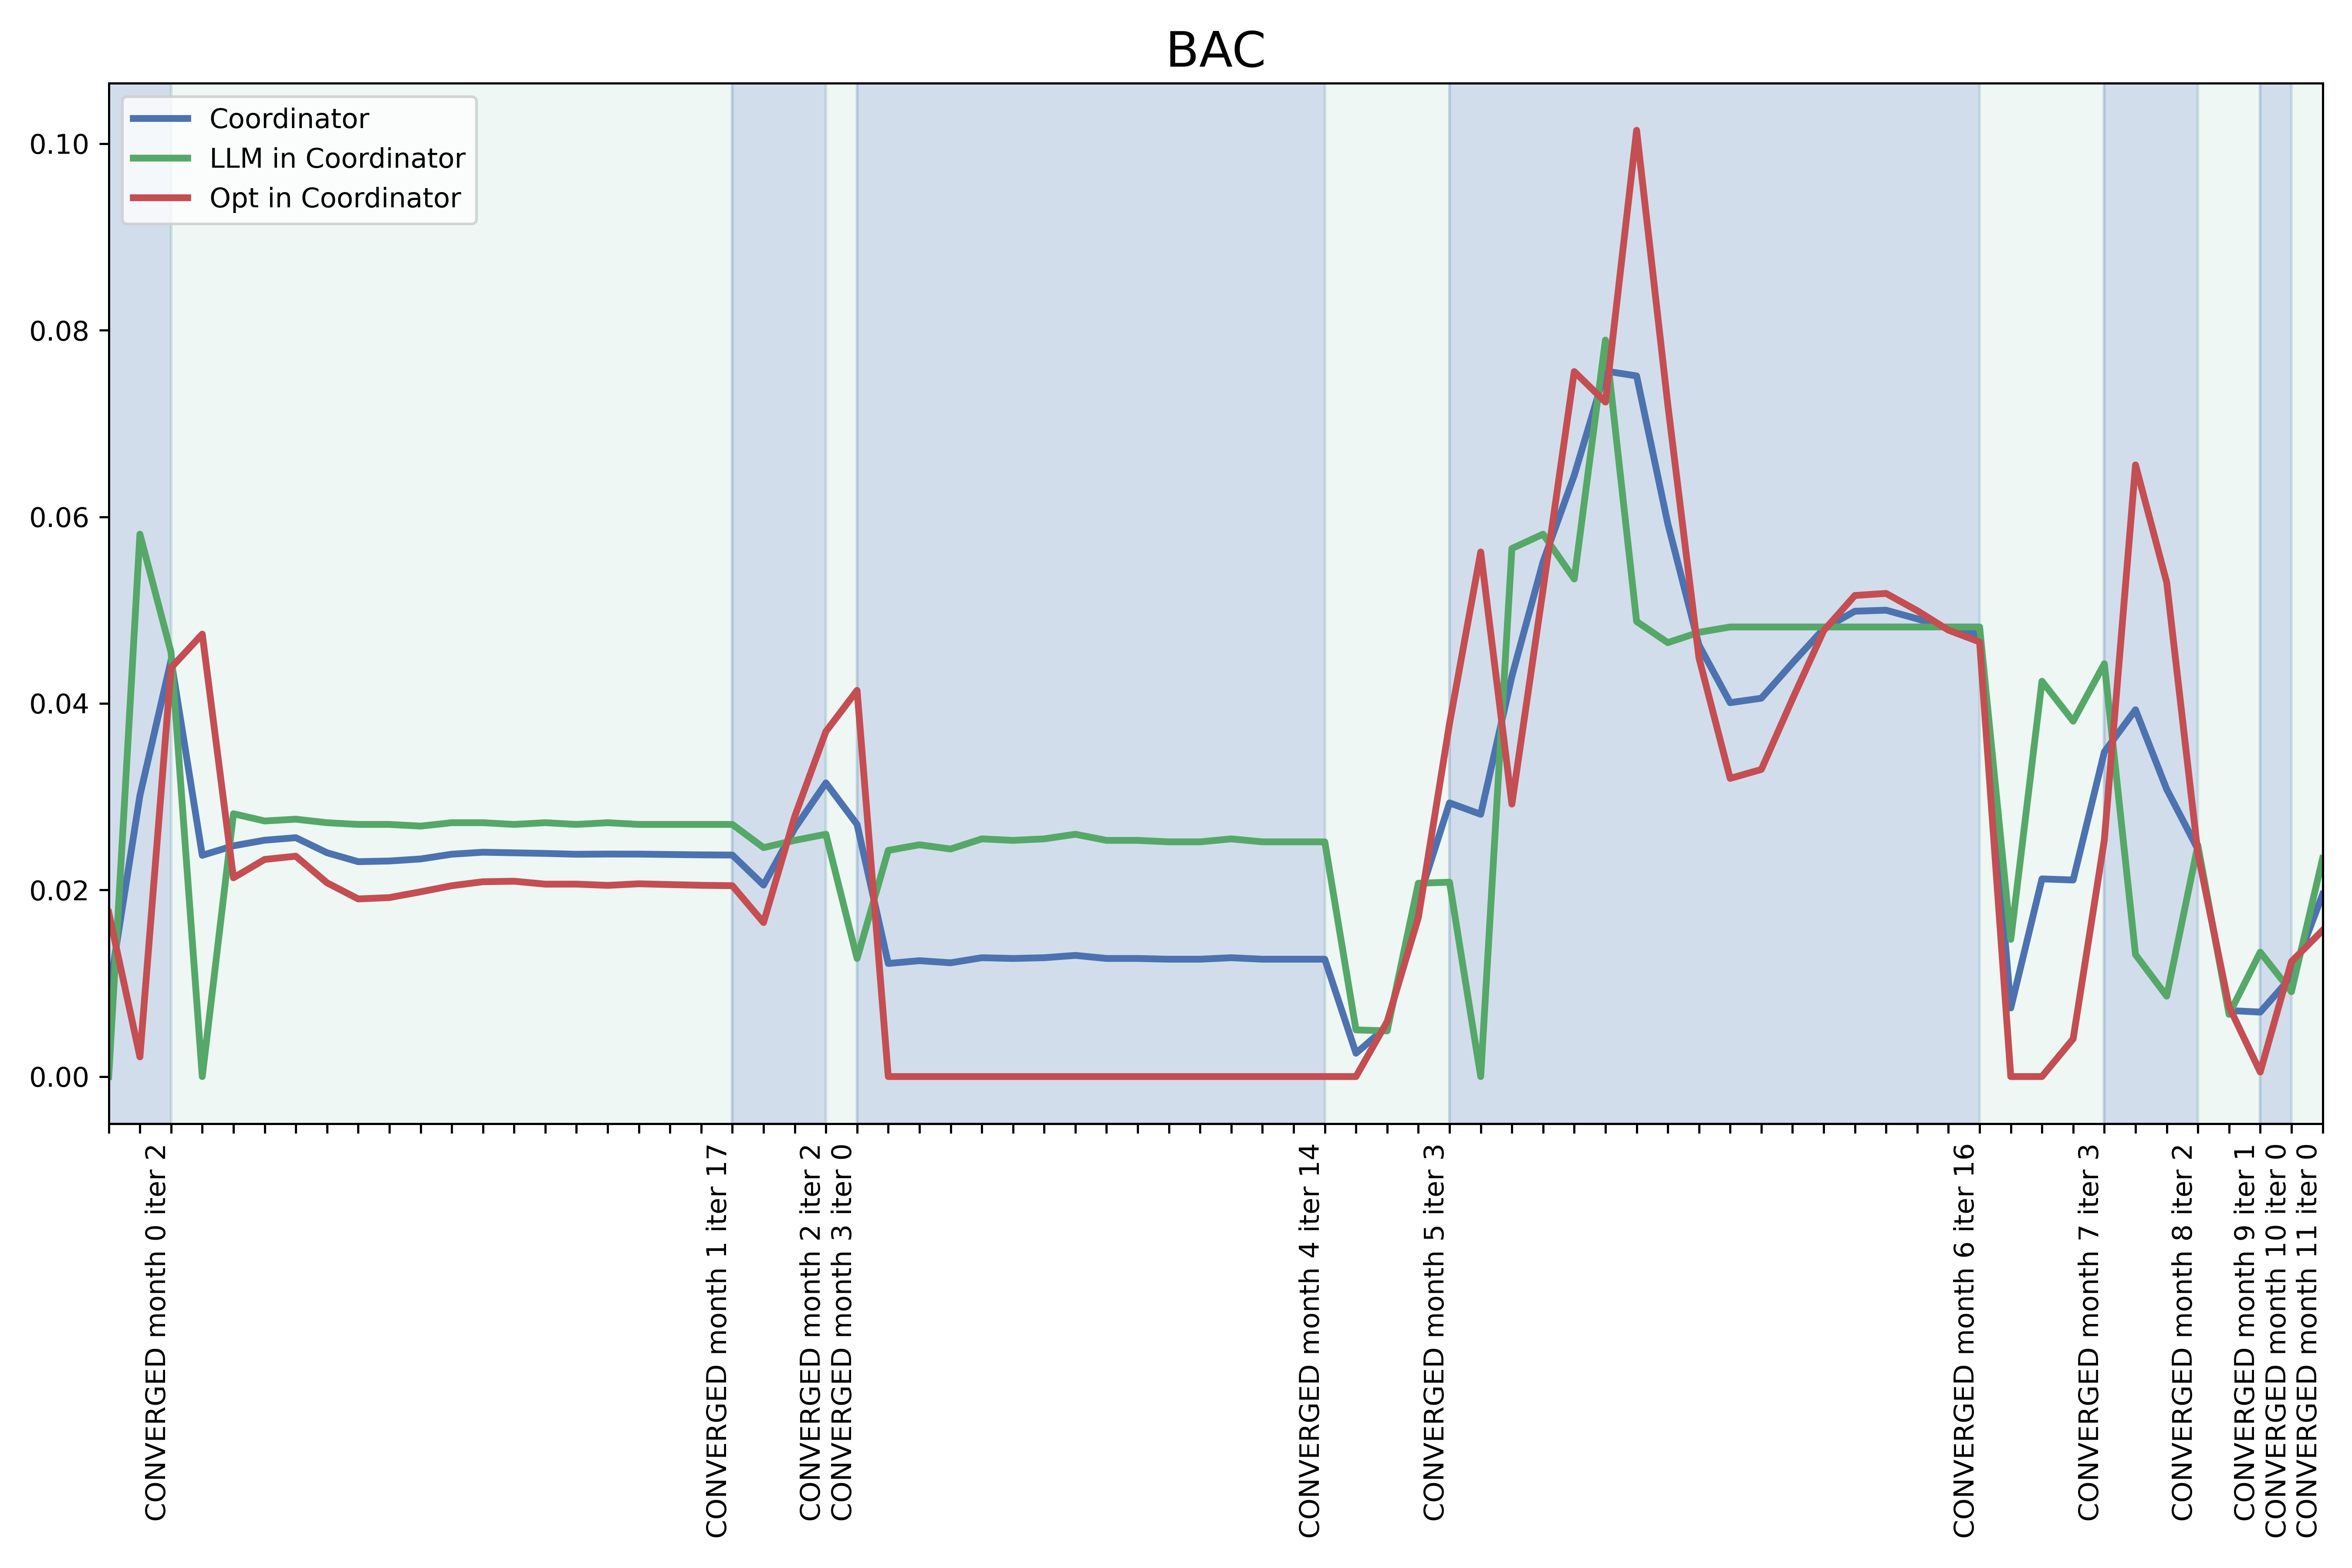 BAC
Coordinator
LLM in Coordinator
Opt in Coordinator
0.10
0.08
0.06
0.04
0.02
0.00
CONVERGED month 0 iter 2
CONVERGED month 1 iter 17
CONVERGED month 2 iter 2
CONVERGED month 3 iter 0
CONVERGED month 4 iter 14
CONVERGED month 5 iter 3
CONVERGED month 6 iter 16
CONVERGED month 7 iter 3
CONVERGED month 8 iter 2
CONVERGED month 9 iter 1
CONVERGED month 10 iter 0
CONVERGED month 11 iter 0